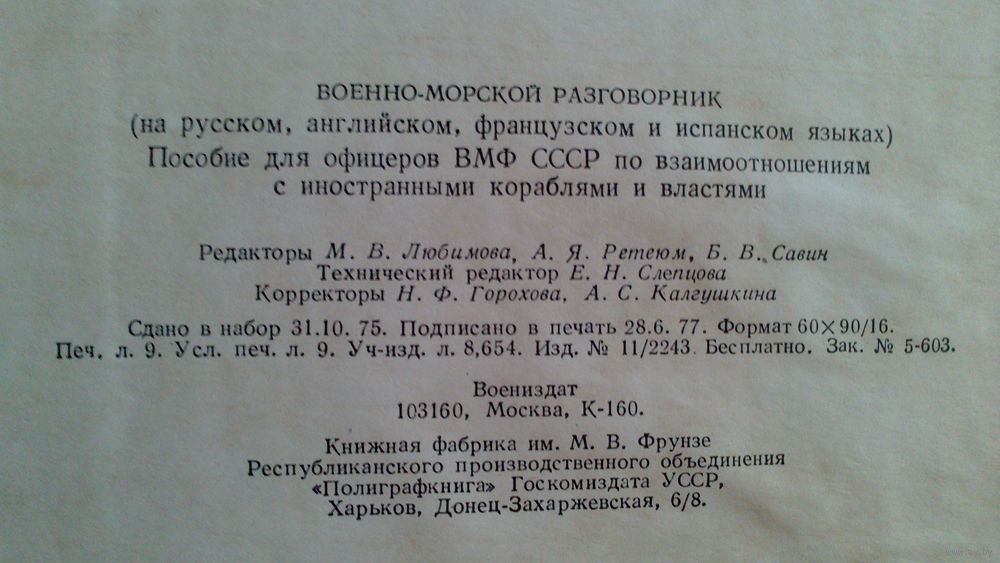 ВОЕННО-МОРСКОЙ РАЗГОВОРНИК
(на русском, английском, французском и испанском языках)
Пособие для офицеров ВМФ СССР по взаимоотношениям
с иностранными кораблями и властями
Редакторы М. В. Любимова, А. Я. Ретеюм, Б. В. Савин
Технический редактор Е. Н. Слепцова
Корректоры Н. Ф. Горохова, А. С. Калгушкина
Сдано в набор 31.10. 75. Подписано в печать 28.6. 77. Формат 60×90/16.
Печ. л. 9. Усл. печ. л. 9. Уч-изд. л. 8,654. Изд. № 11/2243. Бесплатно. Зак. № 5-603.
Воениздат
103160, Москва, К-160.
Книжная фабрика им. М. В. Фрунзе
Республиканского производственного объединения
«Полиграфкнига» Госкомиздата УССР,
Харьков, Донец-Захаржевская, 6/8.